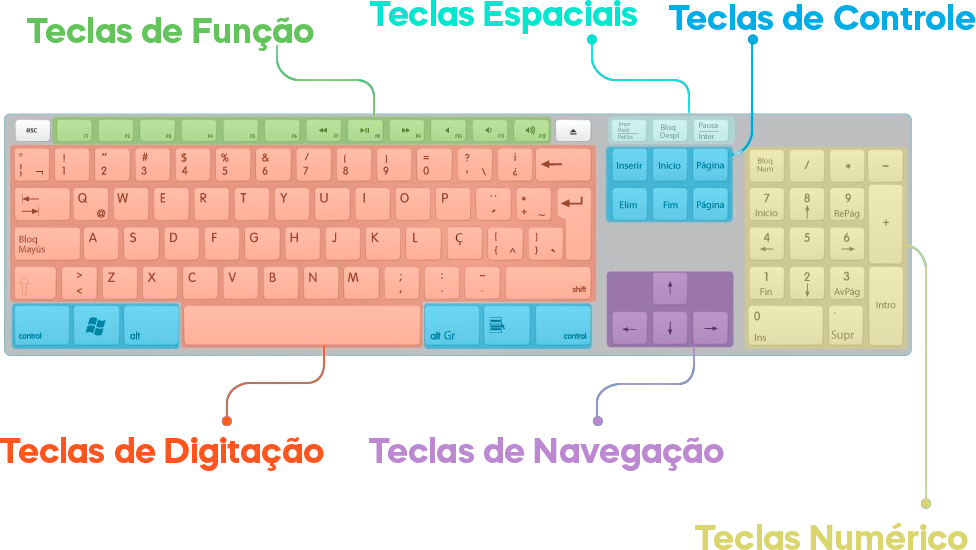 Teclas de Função
Teclas Espaciais
Teclas de Controle
esc
F1
F2
F3
F4
F5
F6
F7
F8
F9
F10
F11
F12
Impr
Pant
PetSis
Bloq
Despl
Pausa
Inter
° ¦ ¬
! 1
" 2
# 3
$ 4
% 5
& 6
/ 7
( 8
) 9
= 0
? ' \
¡ ¿
Inserir
Inicio
Página
Bloq
Num
/
*
-
Q @
W
E
R
T
Y
U
I
O
P
* + ~
Elim
Fim
Página
7
Inicio
8
9
RePág
+
Bloq
Mayús
A
S
D
F
G
H
J
K
L
Ç
[ { ^
] }
4
5
6
> <
Z
X
C
V
B
N
M
; ,
: .
shift
1
Fin
2
3
AvPág
Intro
control
alt
alt Gr
control
0
Ins
.
Supr
Teclas de Digitação
Teclas de Navegação
Teclas Numérico